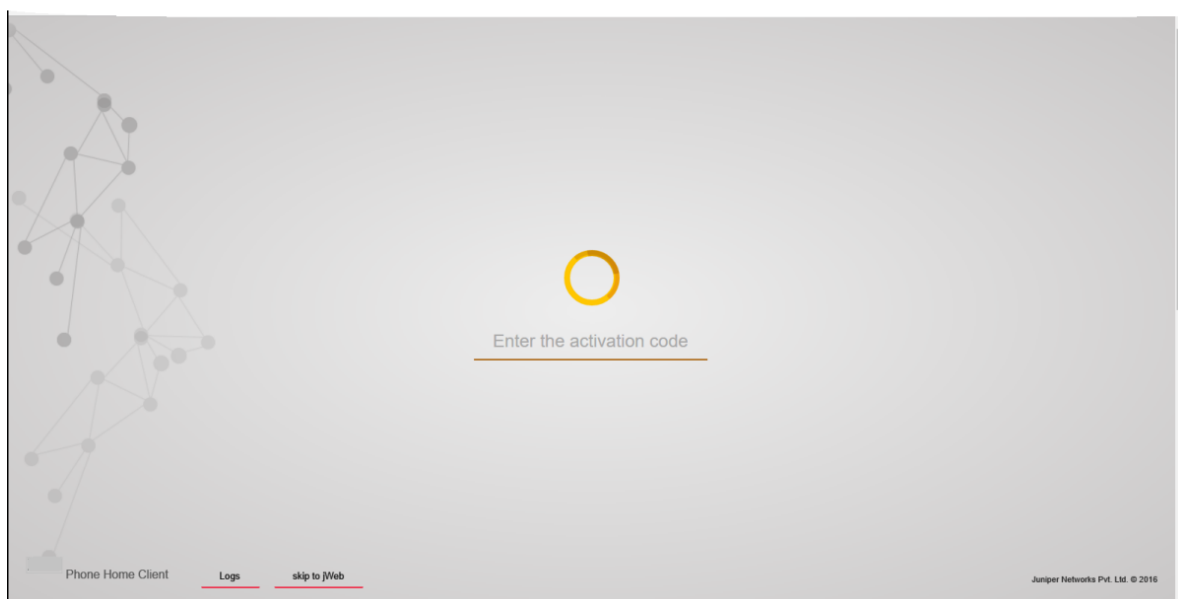 Enter the activation code
Phone Home Client Logs skip to jWeb Juniper Networks Pvt. Ltd. © 2016